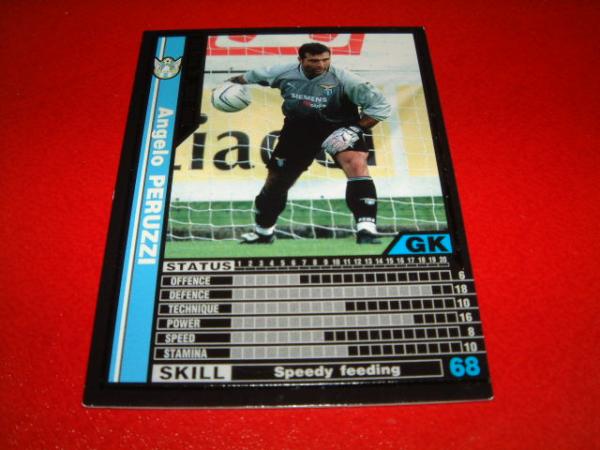 Angelo PERUZZI
SIEMENS
iaco
GK
STATUS 1 2 3 4 5 6 7 8 9 10 11 12 13 14 15 16 17 18 19 20
OFFENCE 6
DEFENCE 18
TECHNIQUE 10
POWER 16
SPEED 8
STAMINA 10
SKILL Speedy feeding 68